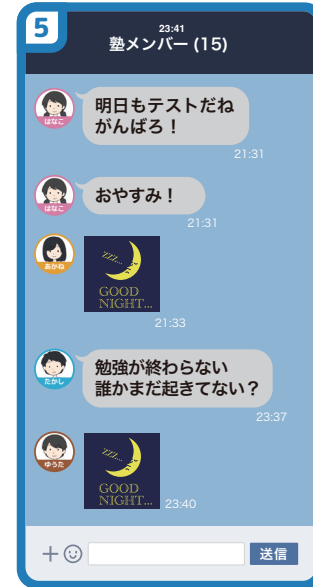 5
23:41
塾メンバー (15)
明日もテストだね
がんばろ！
はなこ
21:31
おやすみ！
はなこ
21:31
あかね
zzz...
GOOD
NIGHT...
21:33
勉強が終わらない
誰かまだ起きてない？
たかし
23:37
ゆうた
zzz...
GOOD
NIGHT...
23:40
送信